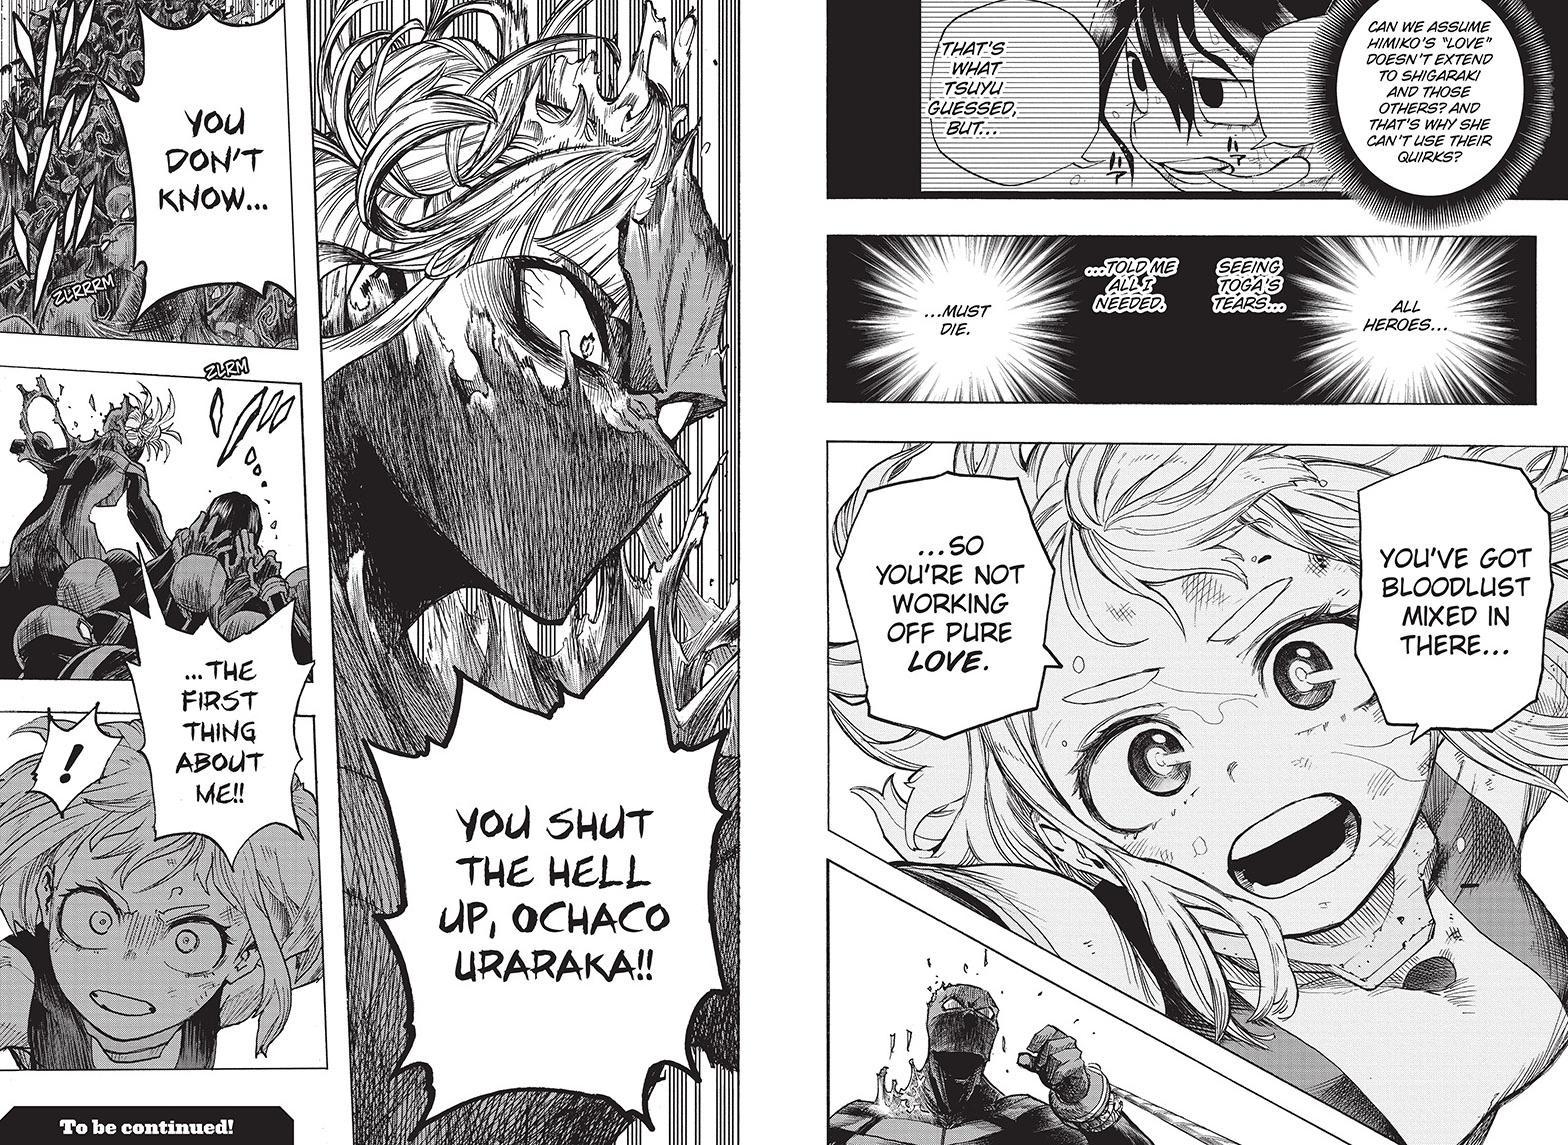 CAN WE ASSUME
HIMIKO'S "LOVE"
DOESN'T EXTEND
TO SHIGARAKI
AND THOSE
OTHERS? AND
THAT'S WHY SHE
CAN'T USE THEIR
QUIRKS?
THAT'S
WHAT
TSUYU
GUESSED,
BUT...
ALL
HEROES...
SEEING
TOGA'S
TEARS...
...TOLD ME
ALL I
NEEDED.
...MUST
DIE.
YOU'VE GOT
BLOODLUST
MIXED IN
THERE...
...SO
YOU'RE NOT
WORKING
OFF PURE
LOVE.
YOU SHUT
THE HELL
UP, OCHACO
URARAKA!!
YOU
DON'T
KNOW...
ZLRRRM
ZLRM
...THE
FIRST
THING
ABOUT
ME!!
!
To be continued!